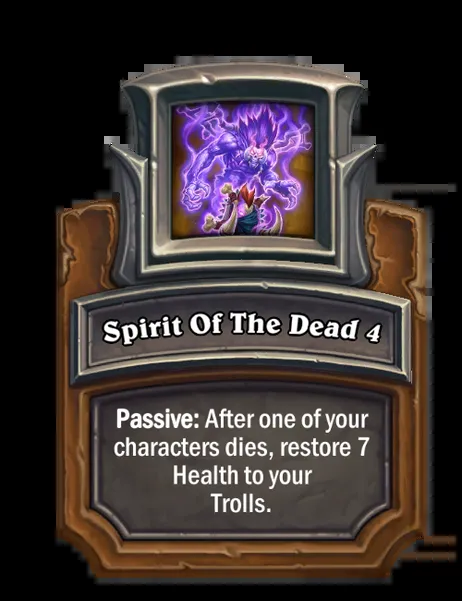 Spirit Of The Dead 4
Passive: After one of your
characters dies, restore 7
Health to your
Trolls.